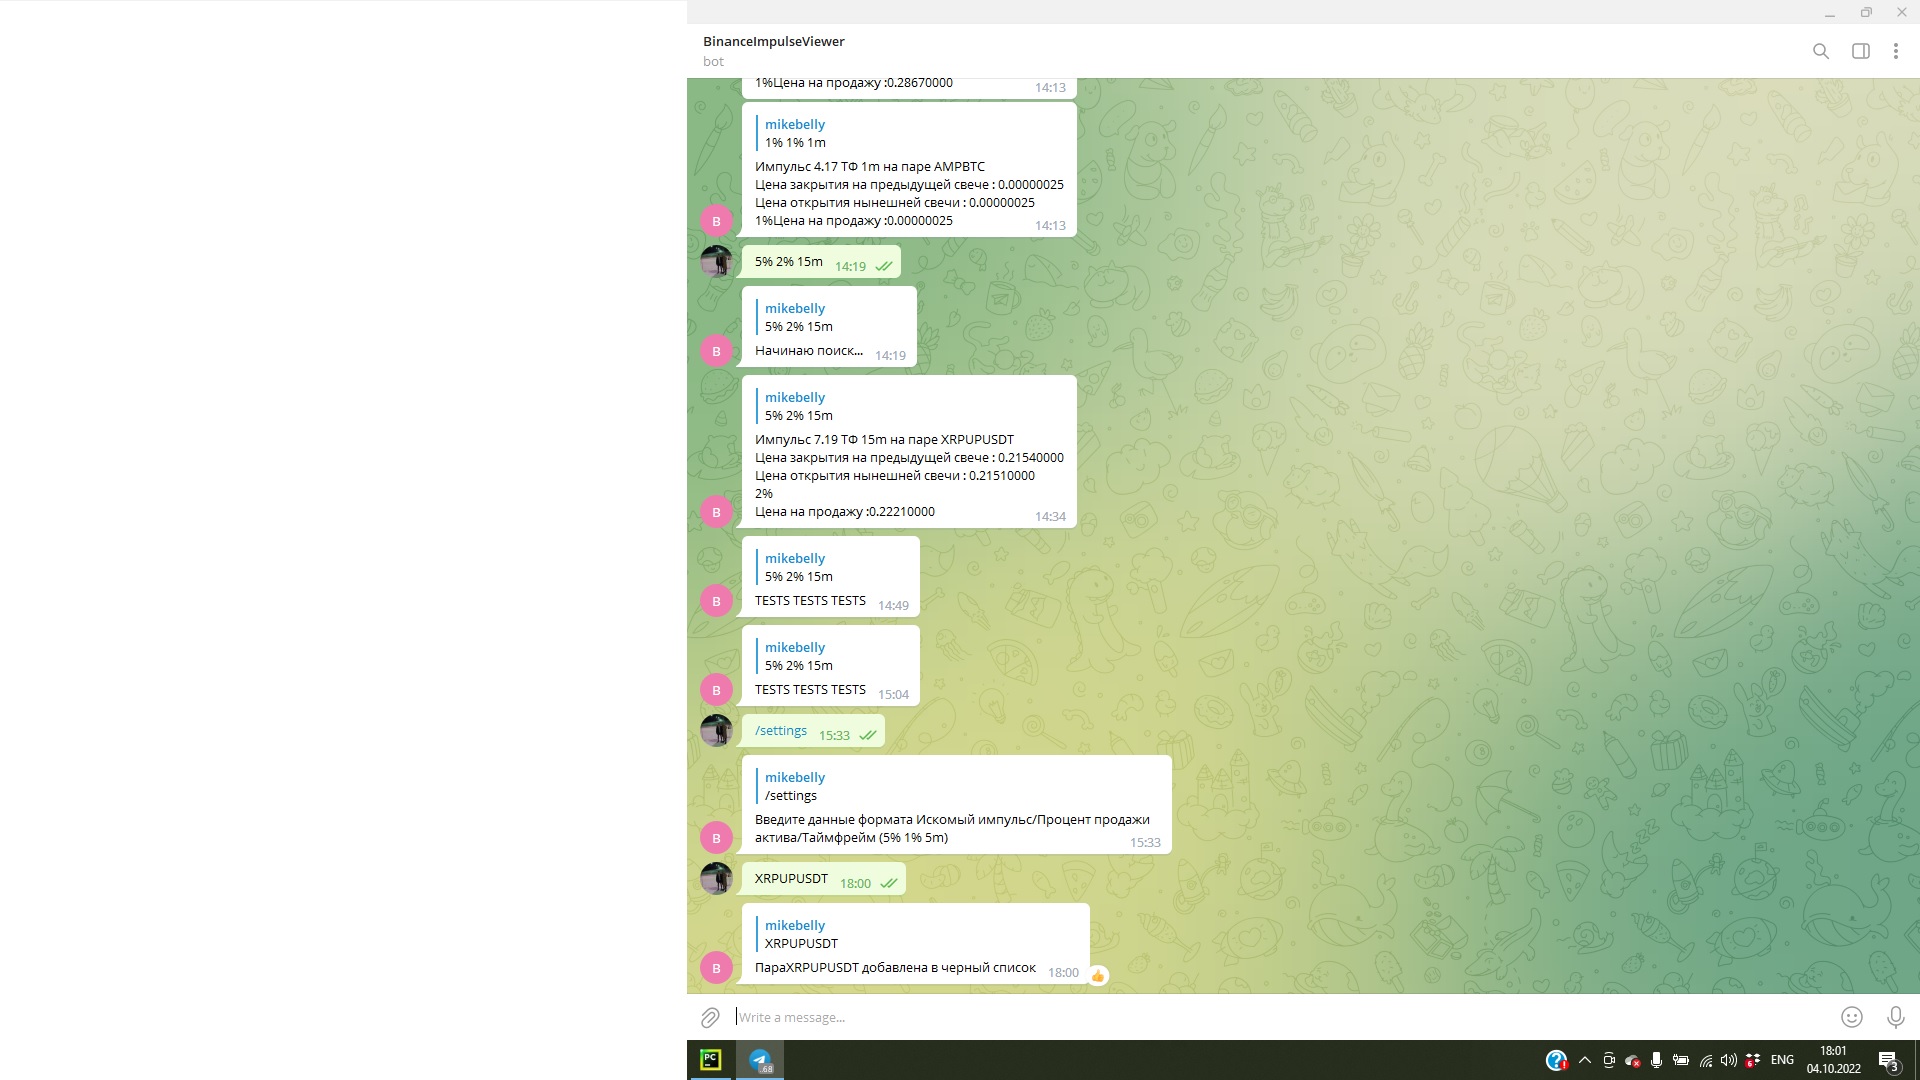 BinanceImpulseViewer
bot
1%Цена на продажу :0.28670000
14:13
mikebelly
1% 1% 1m
Импульс 4.17 ТФ 1m на паре AMPBTC
Цена закрытия на предыдущей свече : 0.00000025
Цена открытия нынешней свечи : 0.00000025
1%Цена на продажу :0.00000025
14:13
B
5% 2% 15m 14:19
mikebelly
5% 2% 15m
Начинаю поиск... 14:19
B
mikebelly
5% 2% 15m
Импульс 7.19 ТФ 15m на паре XRPUPUSDT
Цена закрытия на предыдущей свече : 0.21540000
Цена открытия нынешней свечи : 0.21510000
2%
Цена на продажу :0.22210000
14:34
B
mikebelly
5% 2% 15m
TESTS TESTS TESTS 14:49
B
mikebelly
5% 2% 15m
TESTS TESTS TESTS 15:04
B
/settings 15:33
mikebelly
/settings
Введите данные формата Искомый импульс/Процент продажи
актива/Таймфрейм (5% 1% 5m)
15:33
B
XRPUPUSDT 18:00
mikebelly
XRPUPUSDT
ПараXRPUPUSDT добавлена в черный список 18:00
B
Write a message...
PC
.68
ENG
18:01
04.10.2022
3